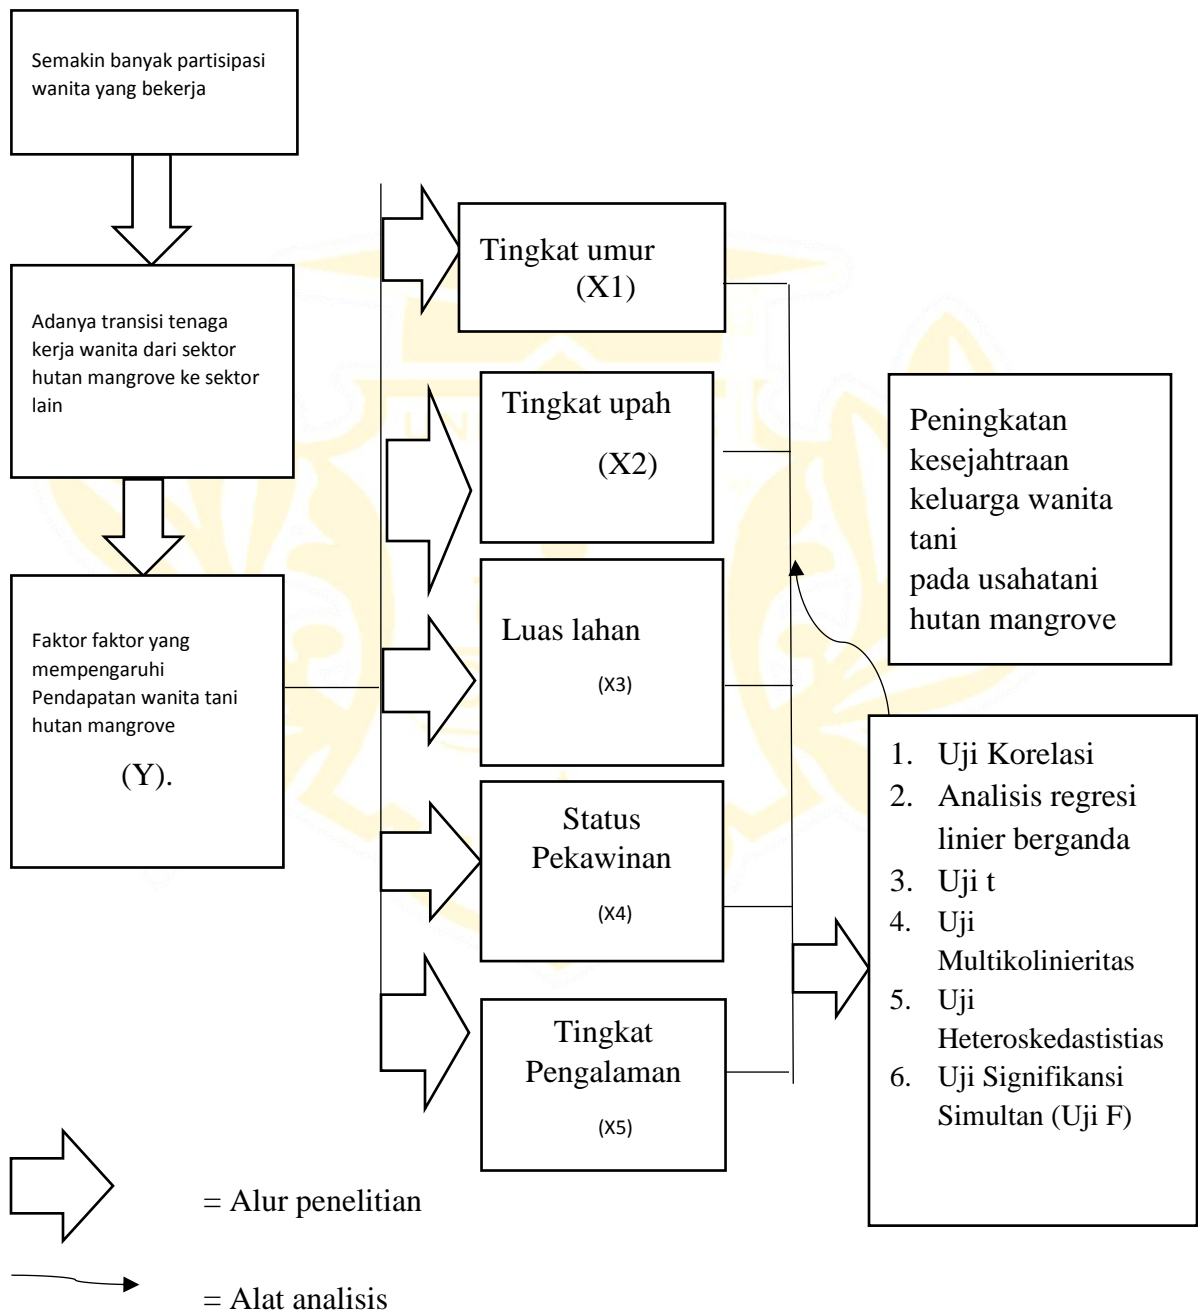 Semakin banyak partisipasi
wanita yang bekerja
Adanya transisi tenaga
kerja wanita dari sektor
hutan mangrove ke sektor
lain
Faktor faktor yang
mempengaruhi
Pendapatan wanita tani
hutan mangrove
(Y).
Tingkat umur
(X1)
Tingkat upah
(X2)
Luas lahan
(X3)
Status
Pekawinan
(X4)
Tingkat
Pengalaman
(X5)
Peningkatan
kesejahtraan
keluarga wanita
tani
pada usahatani
hutan mangrove
1. Uji Korelasi
2. Analisis regresi
linier berganda
3. Uji t
4. Uji
Multikolinieritas
5. Uji
Heteroskedastistias
6. Uji Signifikansi
Simultan (Uji F)
= Alur penelitian
= Alat analisis